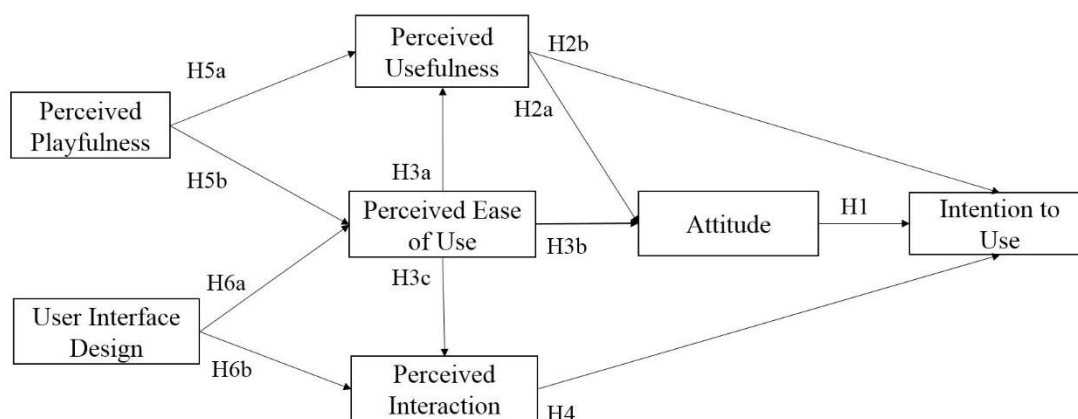 Perceived
Usefulness
H2b
H5a
H2a
Perceived
Playfulness
H5b
H3a
Perceived Ease
of Use
H3b
Attitude
H1
Intention to
Use
H3c
H6a
User Interface
Design
H6b
Perceived
Interaction
H4